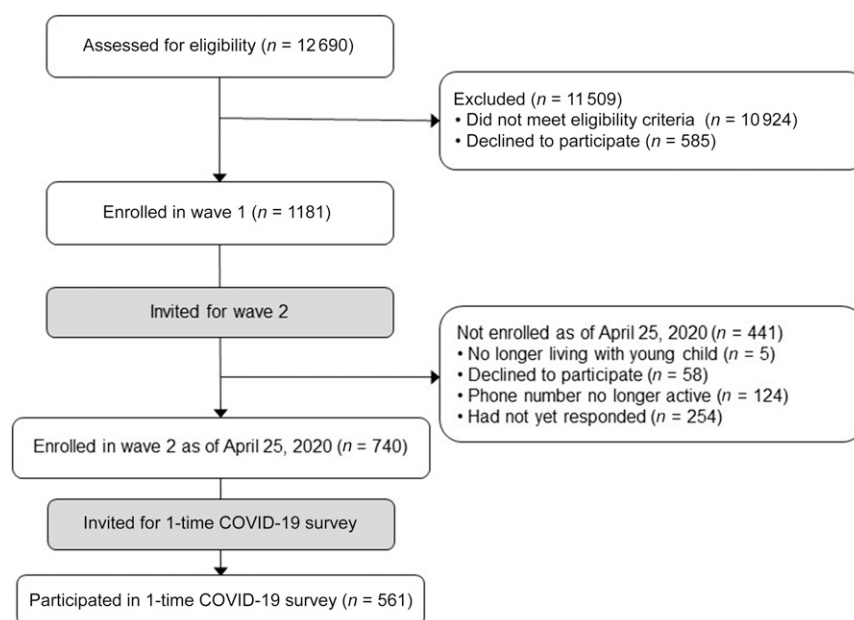 Assessed for eligibility (n = 12 690)
Excluded (n = 11 509)
• Did not meet eligibility criteria (n = 10 924)
• Declined to participate (n = 585)
Enrolled in wave 1 (n = 1181)
Invited for wave 2
Not enrolled as of April 25, 2020 (n = 441)
• No longer living with young child (n = 5)
• Declined to participate (n = 58)
• Phone number no longer active (n = 124)
• Had not yet responded (n = 254)
Enrolled in wave 2 as of April 25, 2020 (n = 740)
Invited for 1-time COVID-19 survey
Participated in 1-time COVID-19 survey (n = 561)